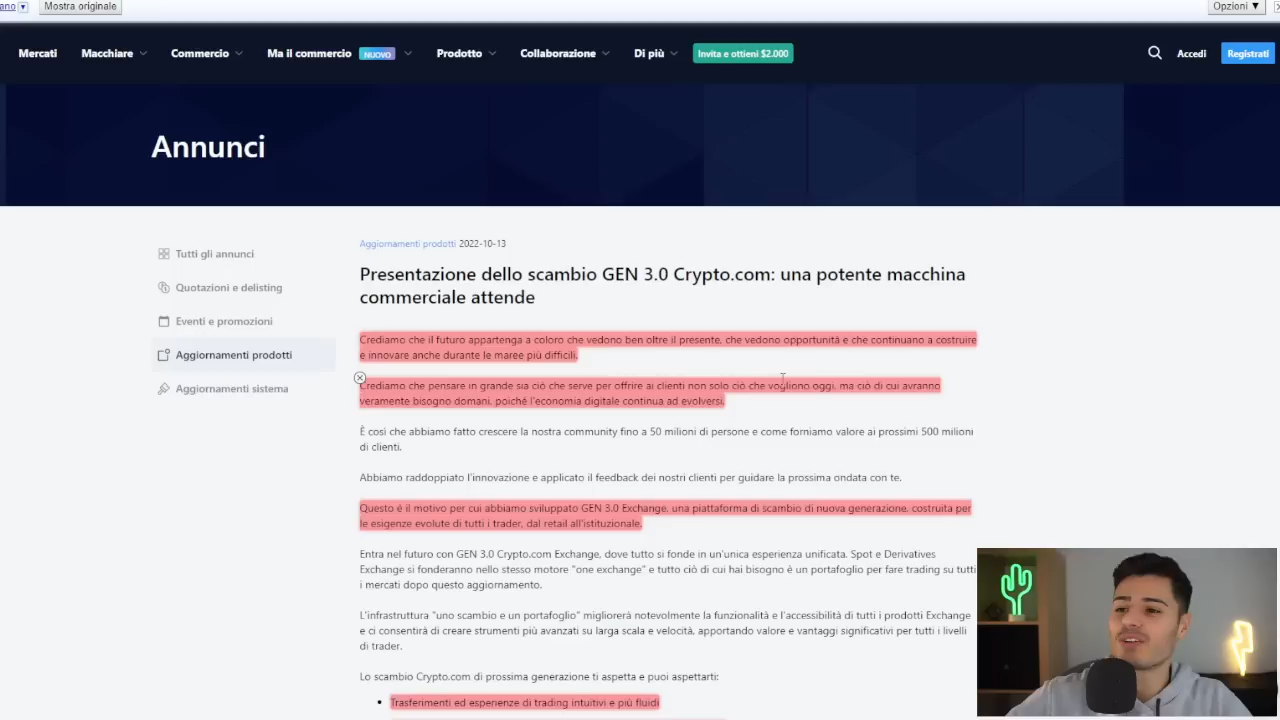 ano
Mostra originale
Opzioni ▼
Mercati
Macchiare
Commercio
Ma il commercio NUOVO
Prodotto
Collaborazione
Di più
Invita e ottieni $2.000
Accedi
Registrati
Annunci
Tutti gli annunci
Quotazioni e delisting
Eventi e promozioni
Aggiornamenti prodotti
Aggiornamenti sistema
Aggiornamenti prodotti 2022-10-13
Presentazione dello scambio GEN 3.0 Crypto.com: una potente macchina
commerciale attende
Crediamo che il futuro appartenga a coloro che vedono ben oltre il presente, che vedono opportunità e che continuano a costruire
e innovare anche durante le maree più difficili.
Crediamo che pensare in grande sia ciò che serve per offrire ai clienti non solo ciò che vogliono oggi, ma ciò di cui avranno
veramente bisogno domani, poiché l'economia digitale continua ad evolversi.
È così che abbiamo fatto crescere la nostra community fino a 50 milioni di persone e come forniamo valore ai prossimi 500 milioni
di clienti.
Abbiamo raddoppiato l'innovazione e applicato il feedback dei nostri clienti per guidare la prossima ondata con te.
Questo è il motivo per cui abbiamo sviluppato GEN 3.0 Exchange, una piattaforma di scambio di nuova generazione, costruita per
le esigenze evolute di tutti i trader, dal retail all'istituzionale.
Entra nel futuro con GEN 3.0 Crypto.com Exchange, dove tutto si fonde in un'unica esperienza unificata. Spot e Derivatives
Exchange si fonderanno nello stesso motore "one exchange" e tutto ciò di cui hai bisogno è un portafoglio per fare trading su tutti
i mercati dopo questo aggiornamento.
L'infrastruttura "uno scambio e un portafoglio" migliorerà notevolmente la funzionalità e l'accessibilità di tutti i prodotti Exchange
e ci consentirà di creare strumenti più avanzati su larga scala e velocità, apportando valore e vantaggi significativi per tutti i livelli
di trader.
Lo scambio Crypto.com di prossima generazione ti aspetta e puoi aspettarti:
• Trasferimenti ed esperienze di trading intuitivi e più fluidi